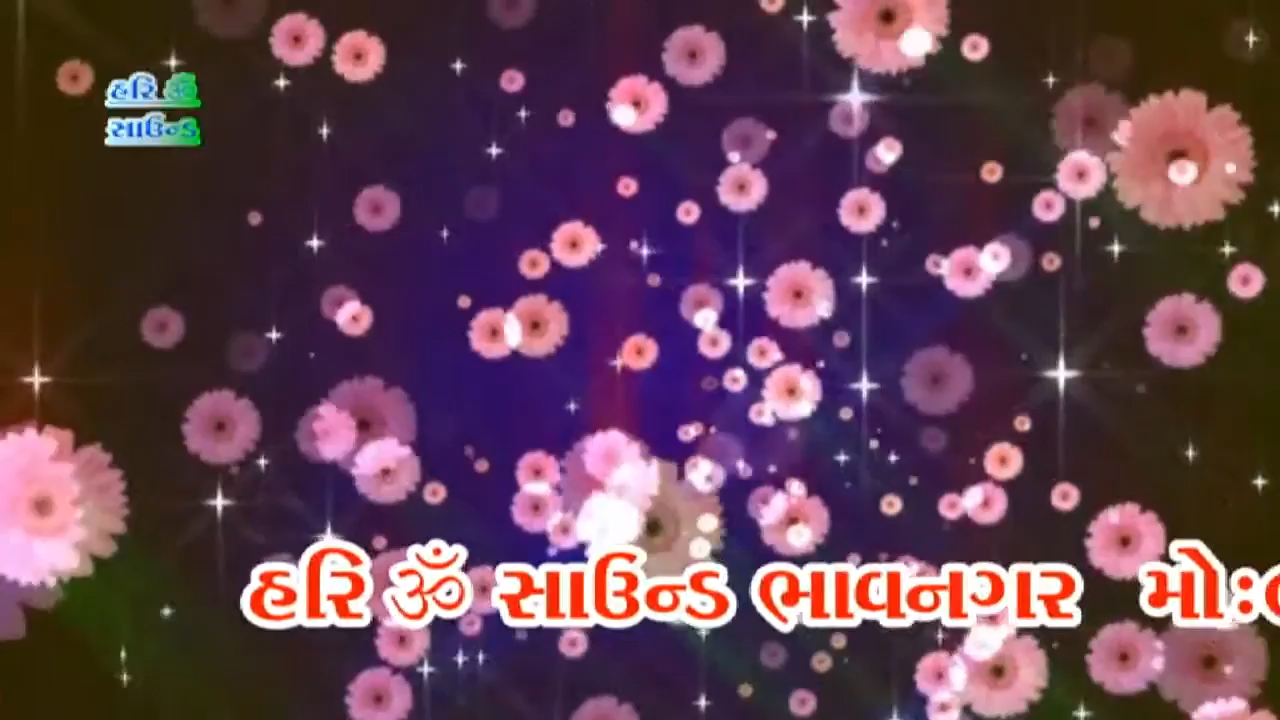 હરિ ૐ
સાઉન્ડ
હરિ ૐ સાઉન્ડ ભાવનગર મો: